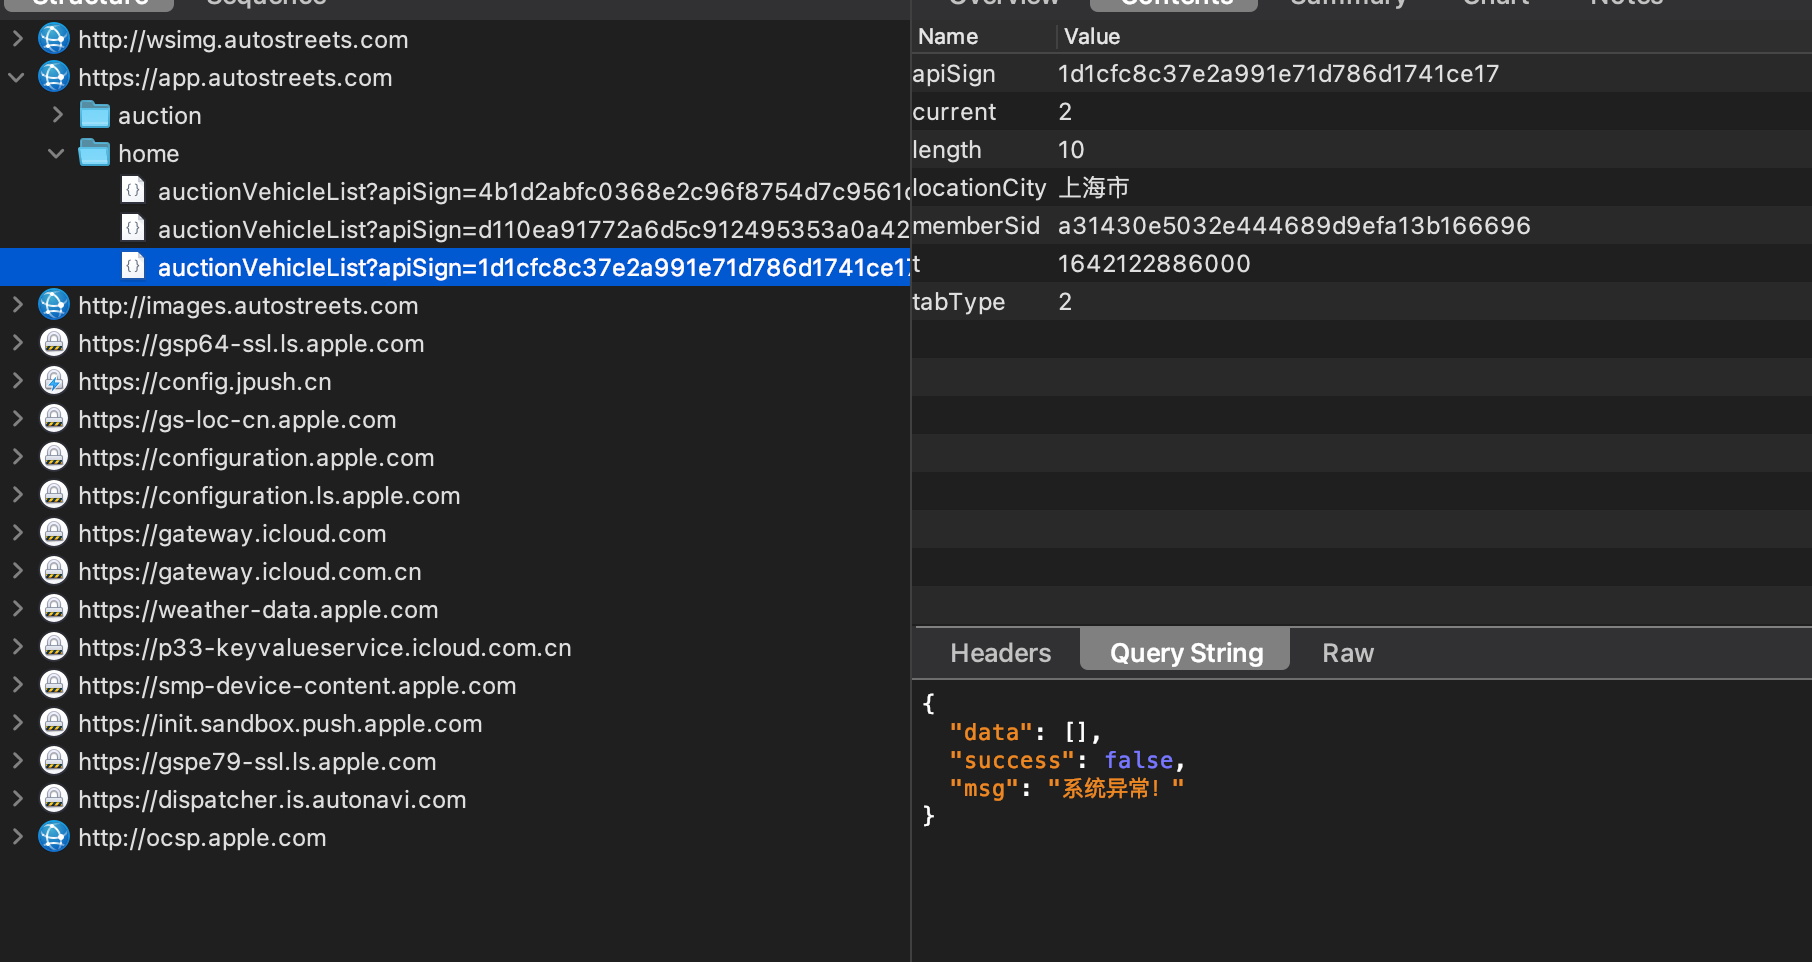 Structure Sequence
http://wsimg.autostreets.com
https://app.autostreets.com
auction
home
auctionVehicleList?apiSign=4b1d2abfc0368e2c96f8754d7c9561
auctionVehicleList?apiSign=d110ea91772a6d5c912495353a0a42
auctionVehicleList?apiSign=1d1cfc8c37e2a991e71d786d1741ce17
http://images.autostreets.com
https://gsp64-ssl.ls.apple.com
https://config.jpush.cn
https://gs-loc-cn.apple.com
https://configuration.apple.com
https://configuration.ls.apple.com
https://gateway.icloud.com
https://gateway.icloud.com.cn
https://weather-data.apple.com
https://p33-keyvalueservice.icloud.com.cn
https://smp-device-content.apple.com
https://init.sandbox.push.apple.com
https://gspe79-ssl.ls.apple.com
https://dispatcher.is.autonavi.com
http://ocsp.apple.com
Overview Contents Summary Chart Notes
Name Value
apiSign 1d1cfc8c37e2a991e71d786d1741ce17
current 2
length 10
locationCity 上海市
memberSid a31430e5032e444689d9efa13b166696
t 1642122886000
tabType 2
Headers Query String Raw
{
"data": [],
"success": false,
"msg": "系统异常！"
}